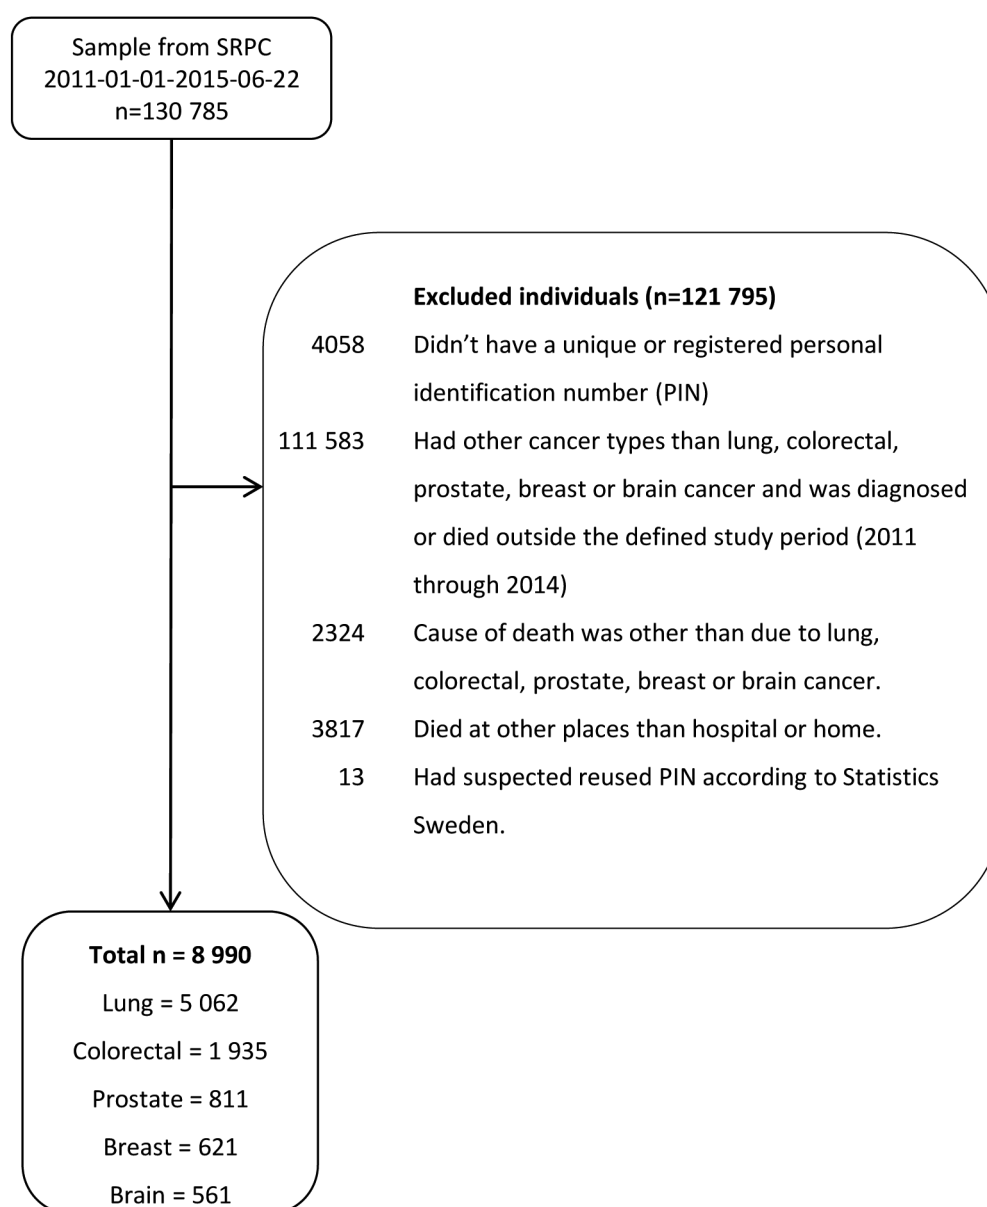 Sample from SRPC
2011-01-01-2015-06-22
n=130 785
Excluded individuals (n=121 795)
4058 Didn’t have a unique or registered personal
identification number (PIN)
111 583 Had other cancer types than lung, colorectal,
prostate, breast or brain cancer and was diagnosed
or died outside the defined study period (2011
through 2014)
2324 Cause of death was other than due to lung,
colorectal, prostate, breast or brain cancer.
3817 Died at other places than hospital or home.
13 Had suspected reused PIN according to Statistics
Sweden.
Total n = 8 990
Lung = 5 062
Colorectal = 1 935
Prostate = 811
Breast = 621
Brain = 561